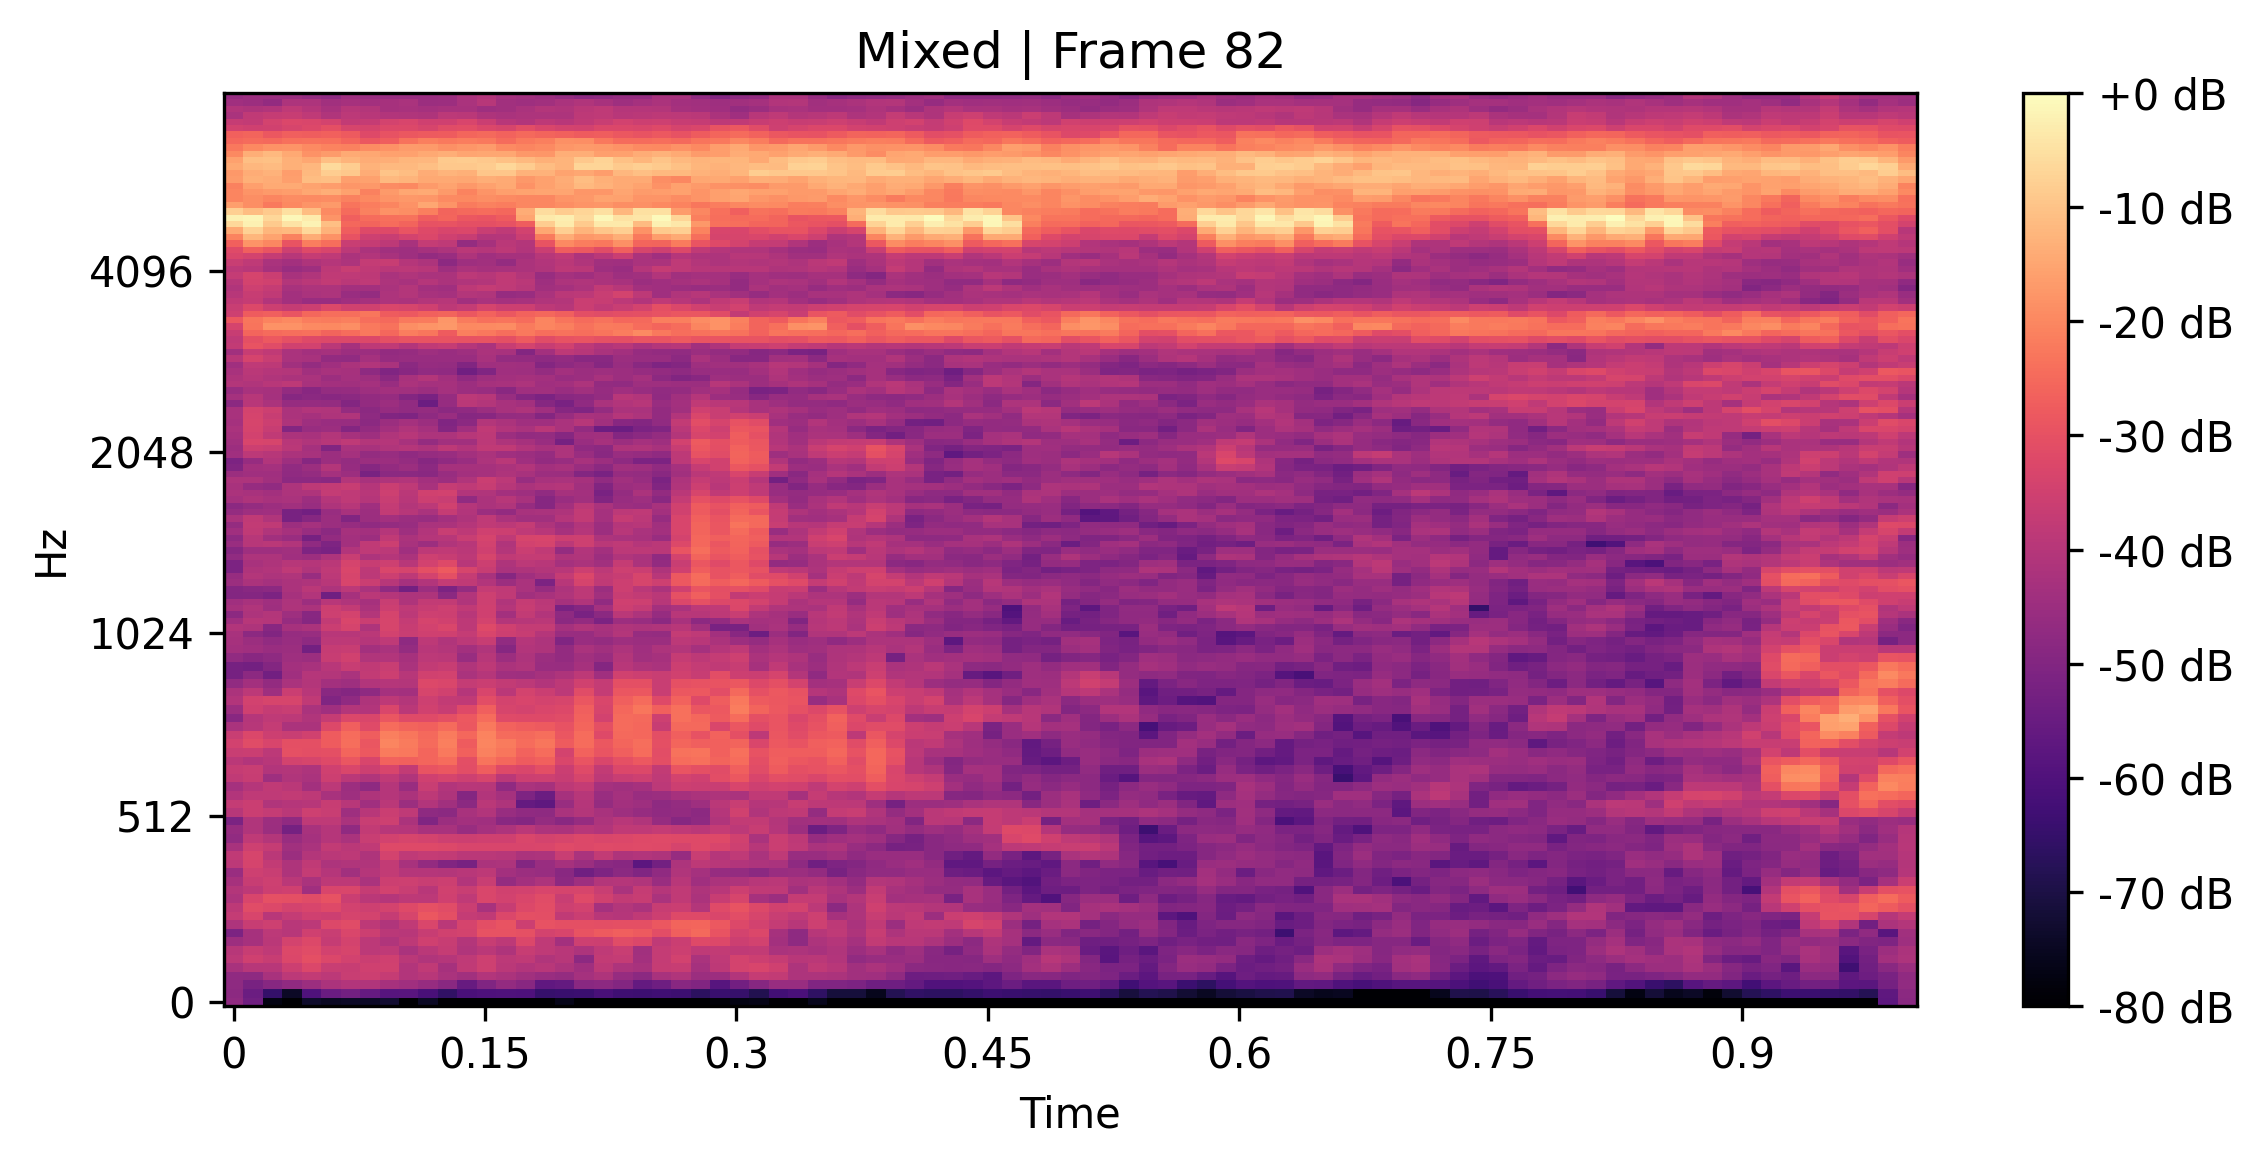 Mixed | Frame 82
Hz
4096
2048
1024
512
0
0 0.15 0.3 0.45 0.6 0.75 0.9
Time
+0 dB
-10 dB
-20 dB
-30 dB
-40 dB
-50 dB
-60 dB
-70 dB
-80 dB